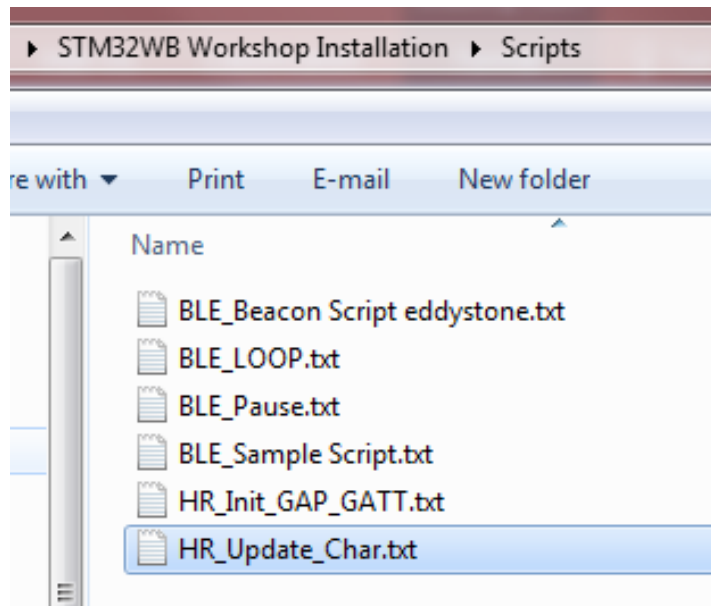 STM32WB Workshop Installation Scripts
re with Print E-mail New folder
Name
BLE_Beacon Script eddystone.txt
BLE_LOOP.txt
BLE_Pause.txt
BLE_Sample Script.txt
HR_Init_GAP_GATT.txt
HR_Update_Char.txt